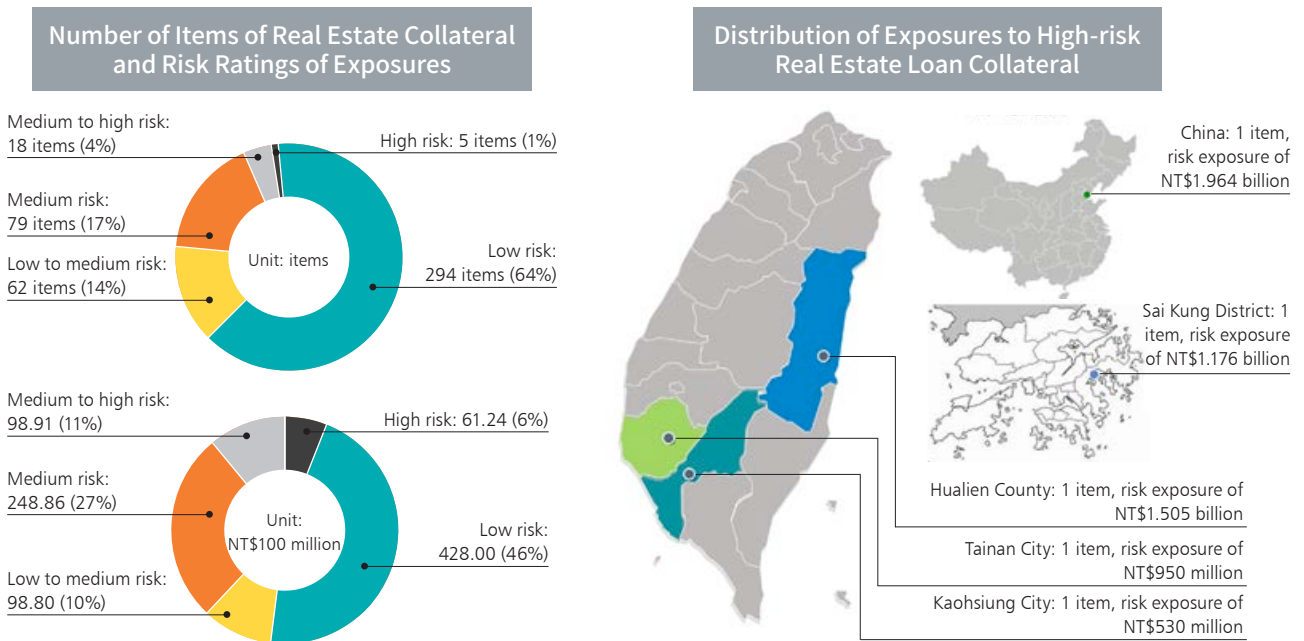 Number of Items of Real Estate Collateral
and Risk Ratings of Exposures
Medium to high risk:
18 items (4%)
High risk: 5 items (1%)
Medium risk:
79 items (17%)
Low to medium risk:
62 items (14%)
Unit: items
Low risk:
294 items (64%)
Medium to high risk:
98.91 (11%)
High risk: 61.24 (6%)
Medium risk:
248.86 (27%)
Unit:
NT$100 million
Low risk:
428.00 (46%)
Low to medium risk:
98.80 (10%)
Distribution of Exposures to High-risk
Real Estate Loan Collateral
China: 1 item,
risk exposure of
NT$1.964 billion
Sai Kung District: 1
item, risk exposure
of NT$1.176 billion
Hualien County: 1 item, risk exposure of
NT$1.505 billion
Tainan City: 1 item, risk exposure of
NT$950 million
Kaohsiung City: 1 item, risk exposure of
NT$530 million